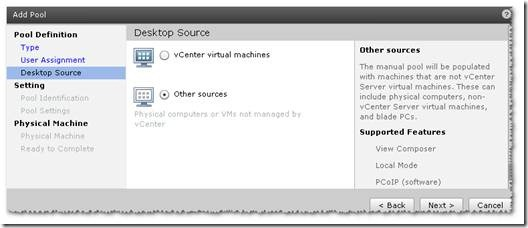 Add Pool
?
Pool Definition
Type
User Assignment
Desktop Source
Setting
Pool Identification
Pool Settings
Physical Machine
Physical Machine
Ready to Complete
Desktop Source
vCenter virtual machines
Other sources
Physical computers or VMs not managed by
vCenter
Other sources
The manual pool will be populated
with machines that are not vCenter
Server virtual machines. These can
include physical computers, non-
vCenter Server virtual machines,
and blade PCs.
Supported Features
View Composer
Local Mode
PCoIP (software)
< Back
Next >
Cancel